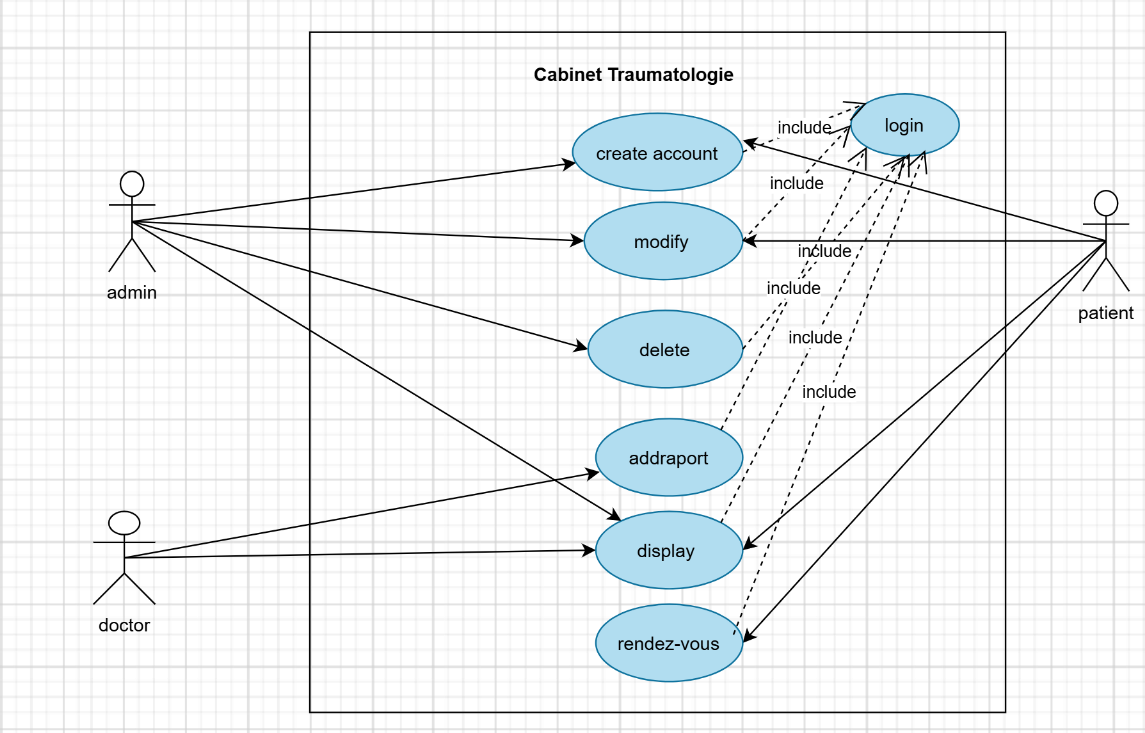 Cabinet Traumatologie
login
include
create account
include
modify
include
include
admin
patient
delete
include
include
addraport
display
doctor
rendez-vous